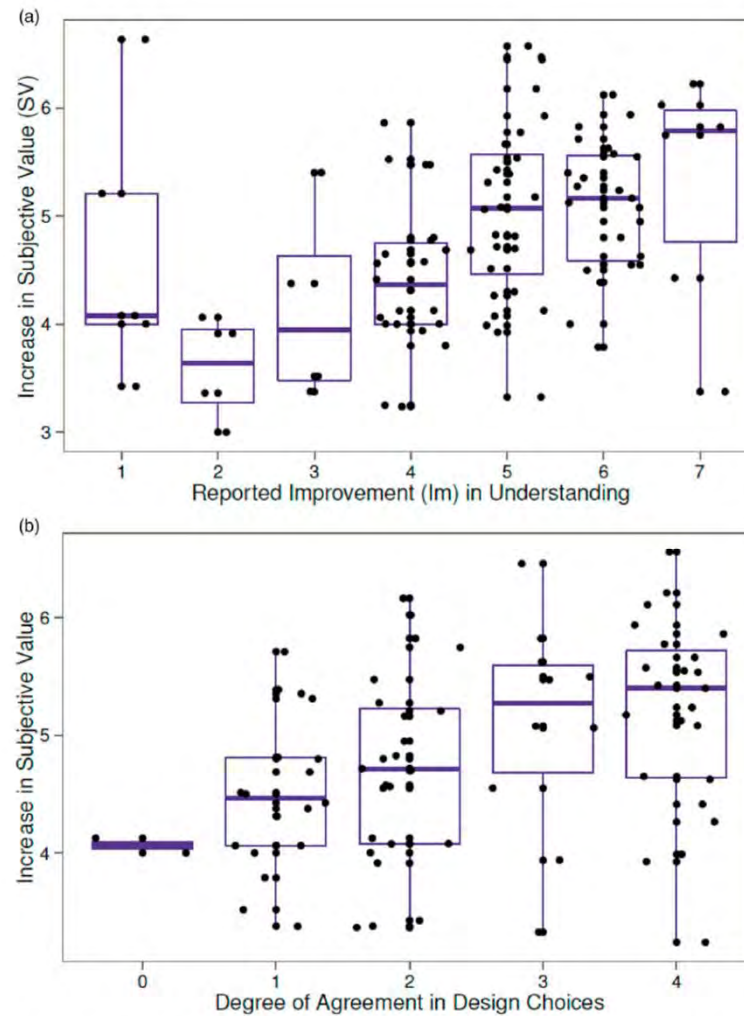 (a)
Increase in Subjective Value (SV)
6
5
4
3
1 2 3 4 5 6 7
Reported Improvement (Im) in Understanding
(b)
Increase in Subjective Value
6
5
4
0 1 2 3 4
Degree of Agreement in Design Choices